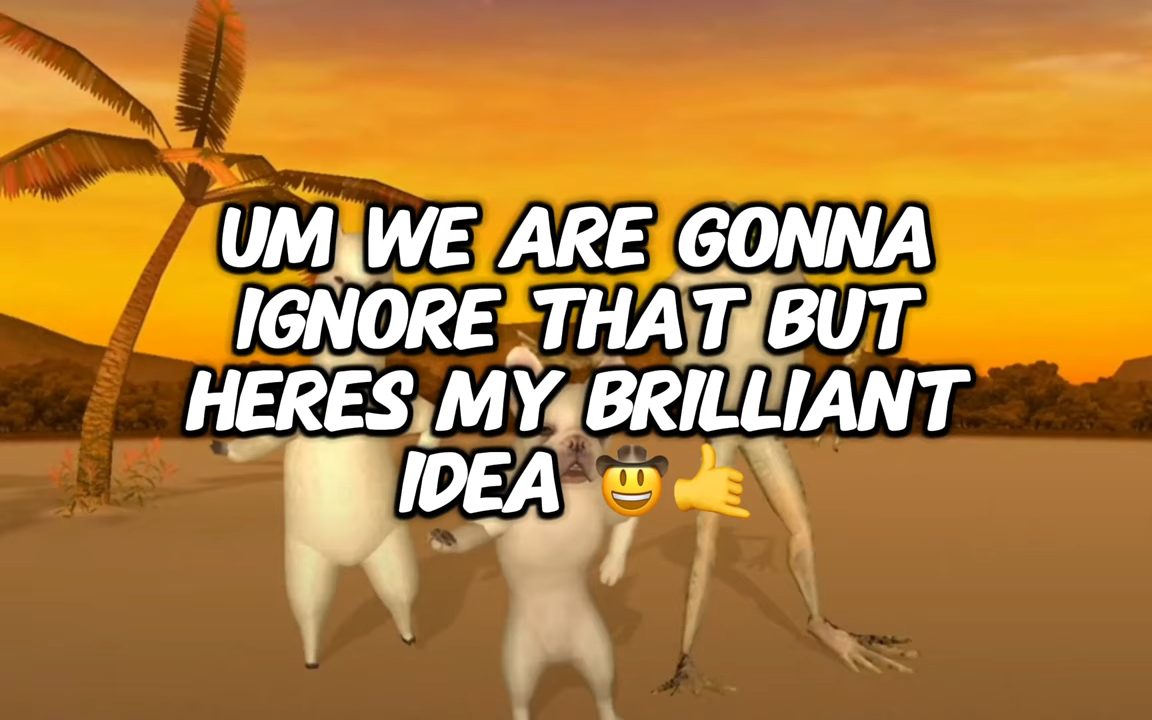 UM WE ARE GONNA
IGNORE THAT BUT
HERES MY BRILLIANT
IDEA 🤠🤙